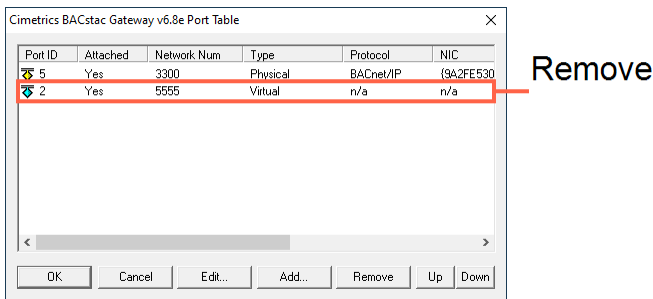 Cimetrics BACstac Gateway v6.8e Port Table
Port ID Attached Network Num Type Protocol NIC
5 Yes 3300 Physical BACnet/IP {9A2FE530
2 Yes 5555 Virtual n/a n/a
Remove
OK Cancel Edit... Add... Remove Up Down